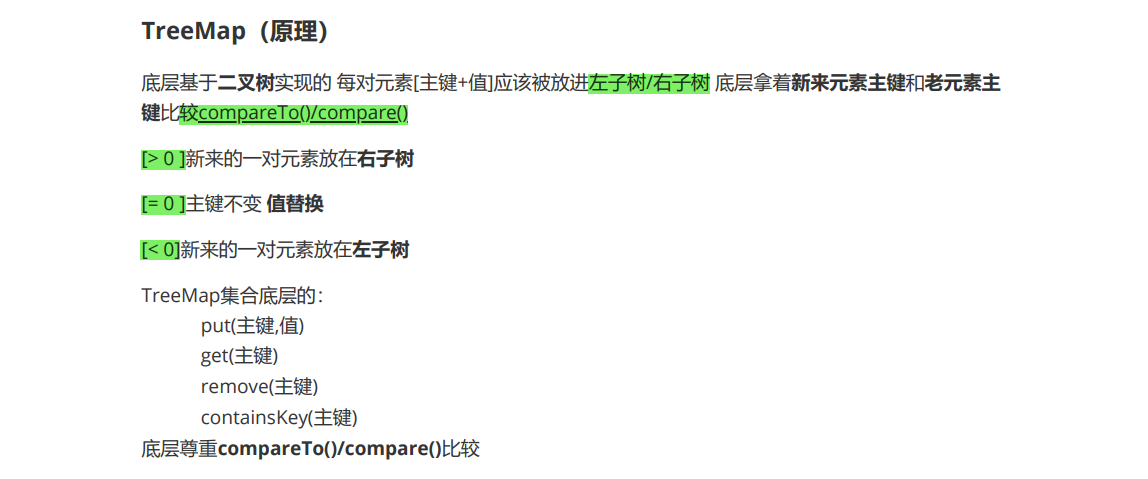 TreeMap（原理）
底层基于二叉树实现的 每对元素[主键+值]应该被放进左子树/右子树 底层拿着新来元素主键和老元素主
键比较compareTo()/compare()
[> 0 ]新来的一对元素放在右子树
[= 0 ]主键不变 值替换
[< 0]新来的一对元素放在左子树
TreeMap集合底层的：
put(主键,值)
get(主键)
remove(主键)
containsKey(主键)
底层尊重compareTo()/compare()比较